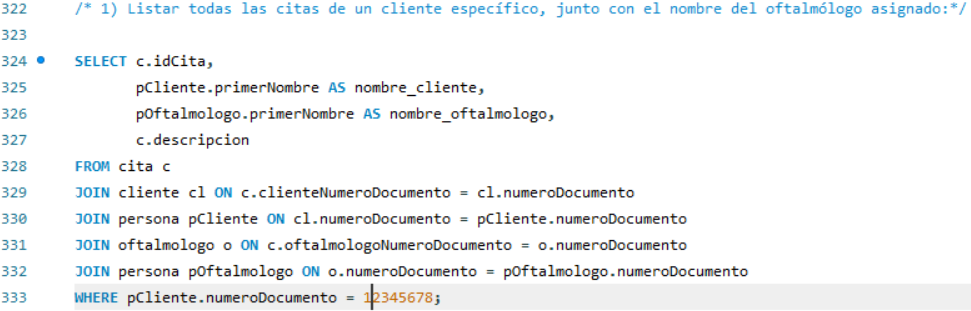 322 /* 1) Listar todas las citas de un cliente específico, junto con el nombre del oftalmólogo asignado:*/
323
324 SELECT c.idCita,
325 pCliente.primerNombre AS nombre_cliente,
326 pOftalmologo.primerNombre AS nombre_oftalmologo,
327 c.descripcion
328 FROM cita c
329 JOIN cliente cl ON c.clienteNumeroDocumento = cl.numeroDocumento
330 JOIN persona pCliente ON cl.numeroDocumento = pCliente.numeroDocumento
331 JOIN oftalmologo o ON c.oftalmologoNumeroDocumento = o.numeroDocumento
332 JOIN persona pOftalmologo ON o.numeroDocumento = pOftalmologo.numeroDocumento
333 WHERE pCliente.numeroDocumento = 12345678;